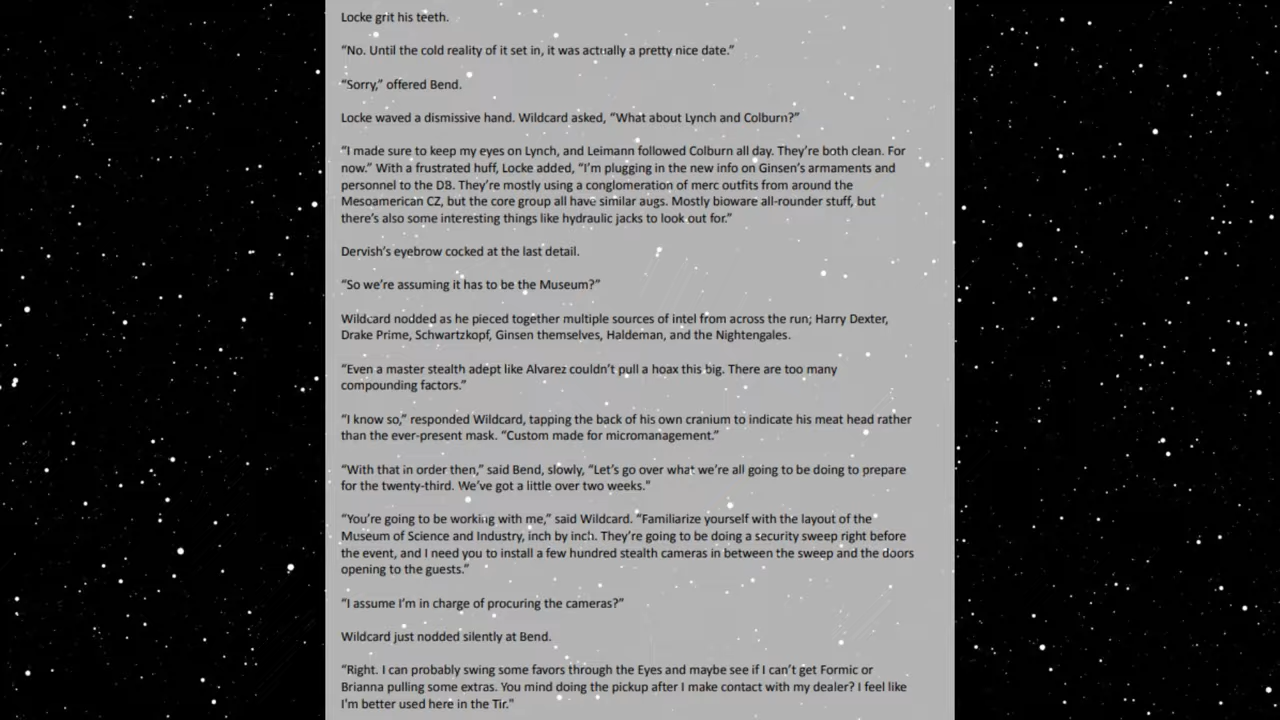 Locke grit his teeth.
“No. Until the cold reality of it set in, it was actually a pretty nice date.”
“Sorry,” offered Bend.
Locke waved a dismissive hand. Wildcard asked, “What about Lynch and Colburn?”
“I made sure to keep my eyes on Lynch, and Leimann followed Colburn all day. They’re both clean. For
now.” With a frustrated huff, Locke added, “I’m plugging in the new info on Ginsen’s armaments and
personnel to the DB. They’re mostly using a conglomeration of merc outfits from around the
Mesoamerican CZ, but the core group all have similar augs. Mostly bioware all-rounder stuff, but
there’s also some interesting things like hydraulic jacks to look out for.”
Dervish’s eyebrow cocked at the last detail.
“So we’re assuming it has to be the Museum?”
Wildcard nodded as he pieced together multiple sources of intel from across the run; Harry Dexter,
Drake Prime, Schwartzkopf, Ginsen themselves, Haldeman, and the Nightengales.
“Even a master stealth adept like Alvarez couldn’t pull a hoax this big. There are too many
compounding factors.”
“I know so,” responded Wildcard, tapping the back of his own cranium to indicate his meat head rather
than the ever-present mask. “Custom made for micromanagement.”
“With that in order then,” said Bend, slowly, “Let’s go over what we’re all going to be doing to prepare
for the twenty-third. We’ve got a little over two weeks.”
“You’re going to be working with me,” said Wildcard. “Familiarize yourself with the layout of the
Museum of Science and Industry, inch by inch. They’re going to be doing a security sweep right before
the event, and I need you to install a few hundred stealth cameras in between the sweep and the doors
opening to the guests.”
“I assume I’m in charge of procuring the cameras?”
Wildcard just nodded silently at Bend.
“Right. I can probably swing some favors through the Eyes and maybe see if I can’t get Formic or
Brianna pulling some extras. You mind doing the pickup after I make contact with my dealer? I feel like
I’m better used here in the Tir.”